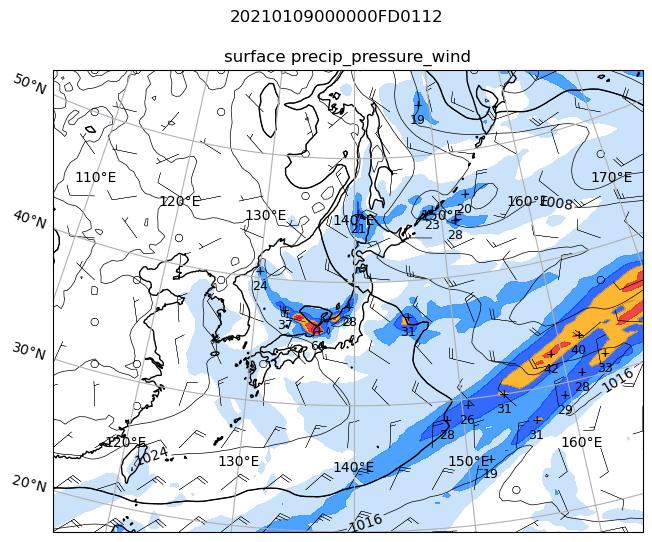 20210109000000FD0112
surface precip_pressure_wind
50°N
19
110°E
170°E
120°E
160°E
1008
20
130°E
140°E
150°E
40°N
21
23
28
24
37
28
31
30°N
40
42
33
28
1016
31
29
26
28
31
120°E
160°E
1024
130°E
140°E
150°E
19
20°N
1016